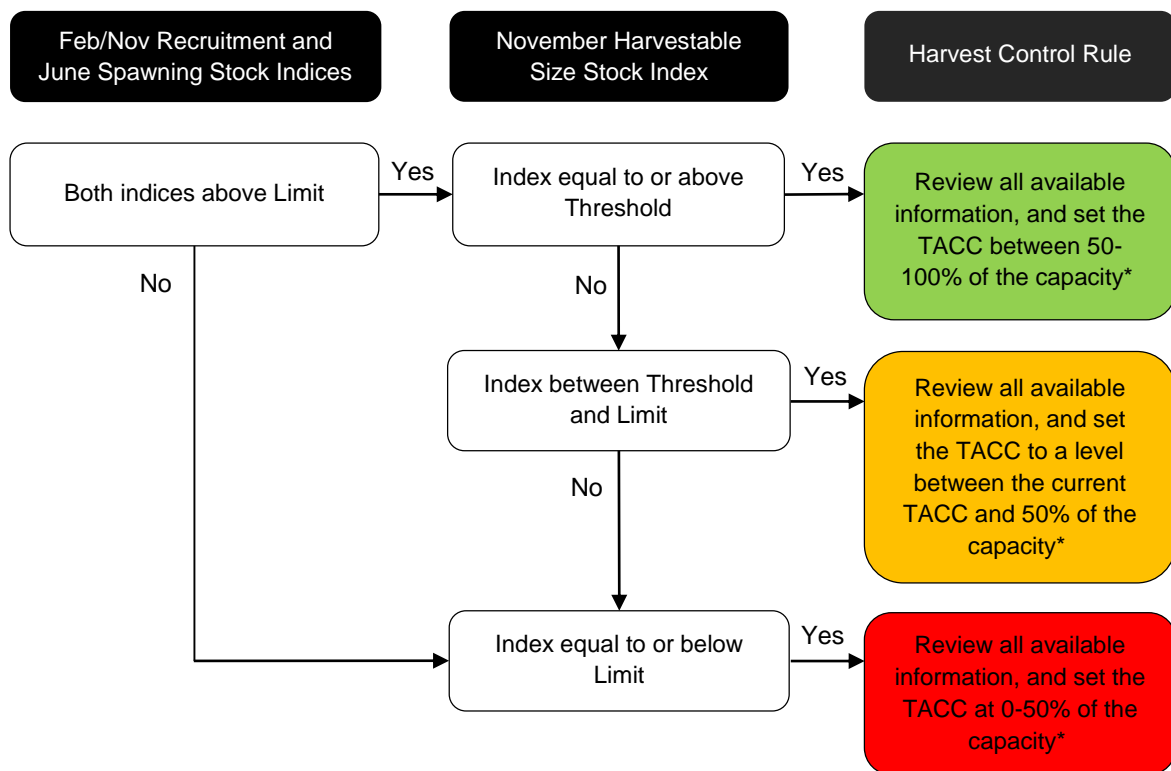 Feb/Nov Recruitment and
June Spawning Stock Indices
November Harvestable
Size Stock Index
Harvest Control Rule
Both indices above Limit
Yes
Index equal to or above
Threshold
Yes
Review all available
information, and set the
TACC between 50-
100% of the capacity*
No
No
Index between Threshold
and Limit
Yes
Review all available
information, and set
the TACC to a level
between the current
TACC and 50% of the
capacity*
No
Index equal to or below
Limit
Yes
Review all available
information, and set the
TACC at 0-50% of the
capacity*